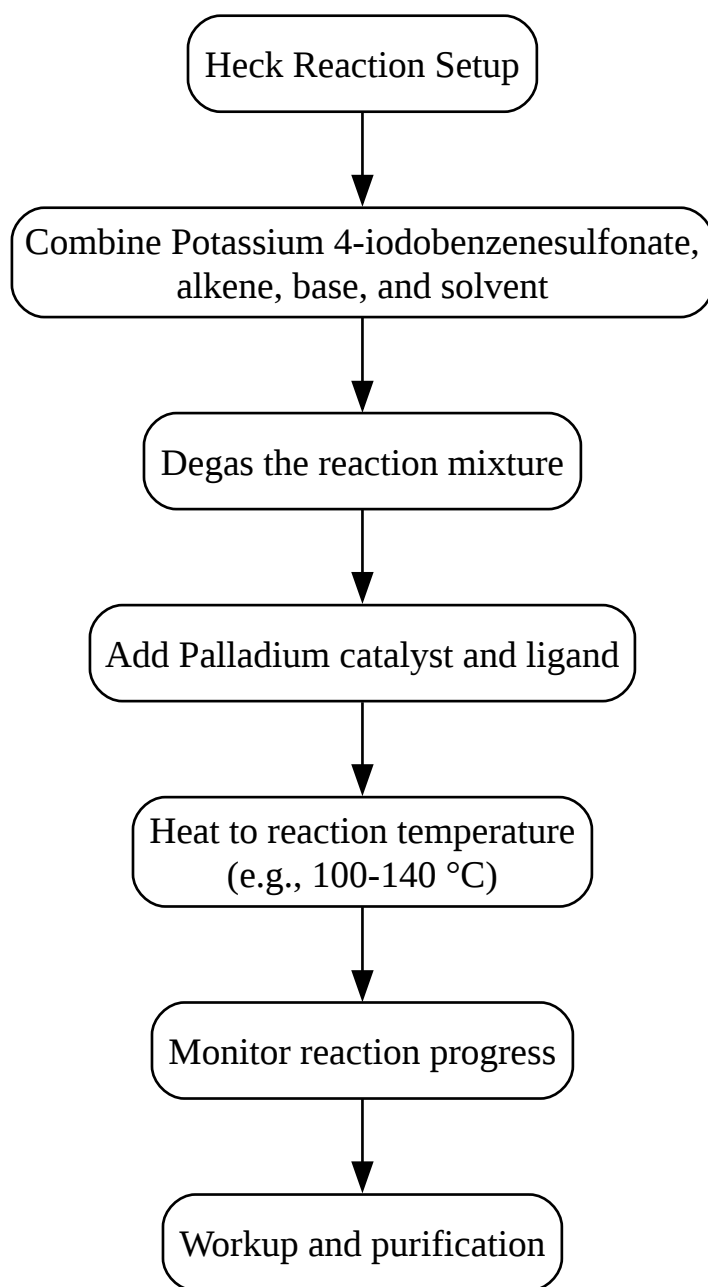 Heck Reaction Setup
Combine Potassium 4-iodobenzenesulfonate,
alkene, base, and solvent
Degas the reaction mixture
Add Palladium catalyst and ligand
Heat to reaction temperature
(e.g., 100-140 °C)
Monitor reaction progress
Workup and purification